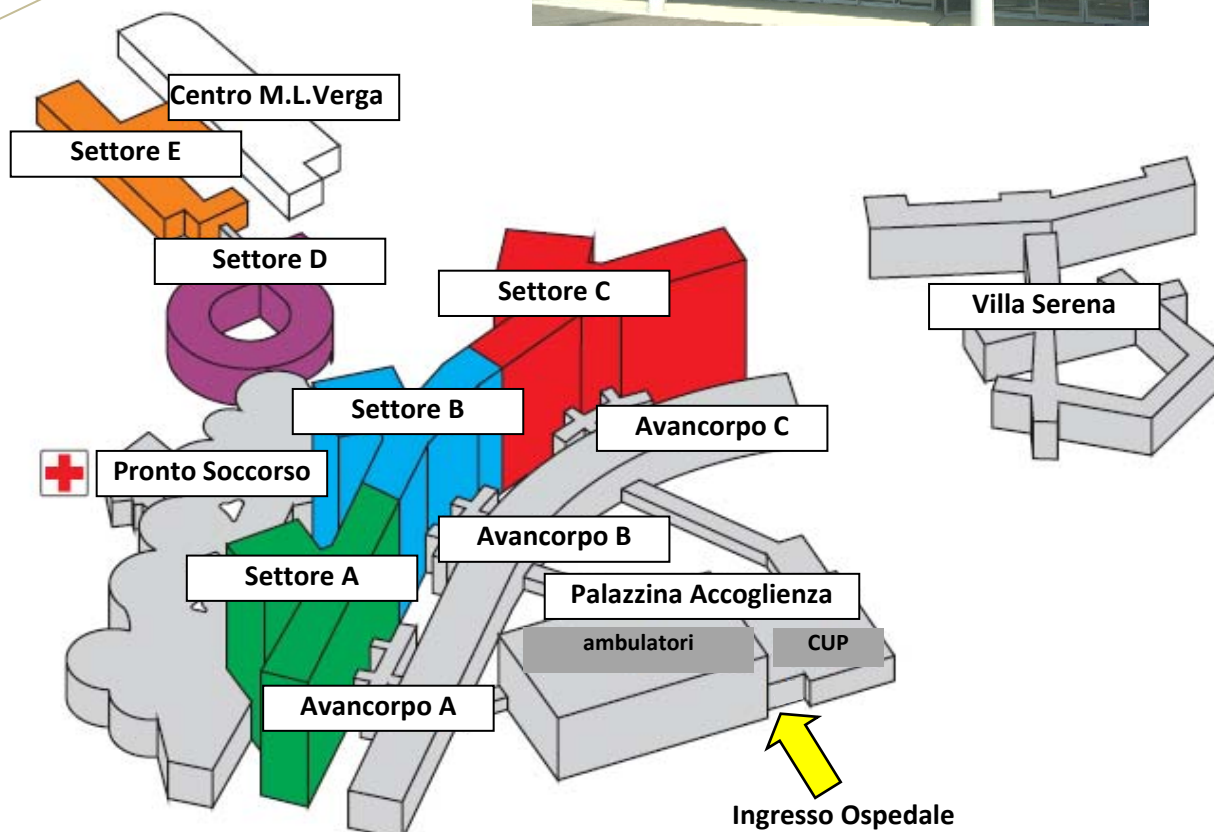 Centro M.L.Verga
Settore E
Settore D
Settore C
Villa Serena
Settore B
Avancorpo C
Pronto Soccorso
Avancorpo B
Settore A
Palazzina Accoglienza
ambulatori
CUP
Avancorpo A
Ingresso Ospedale